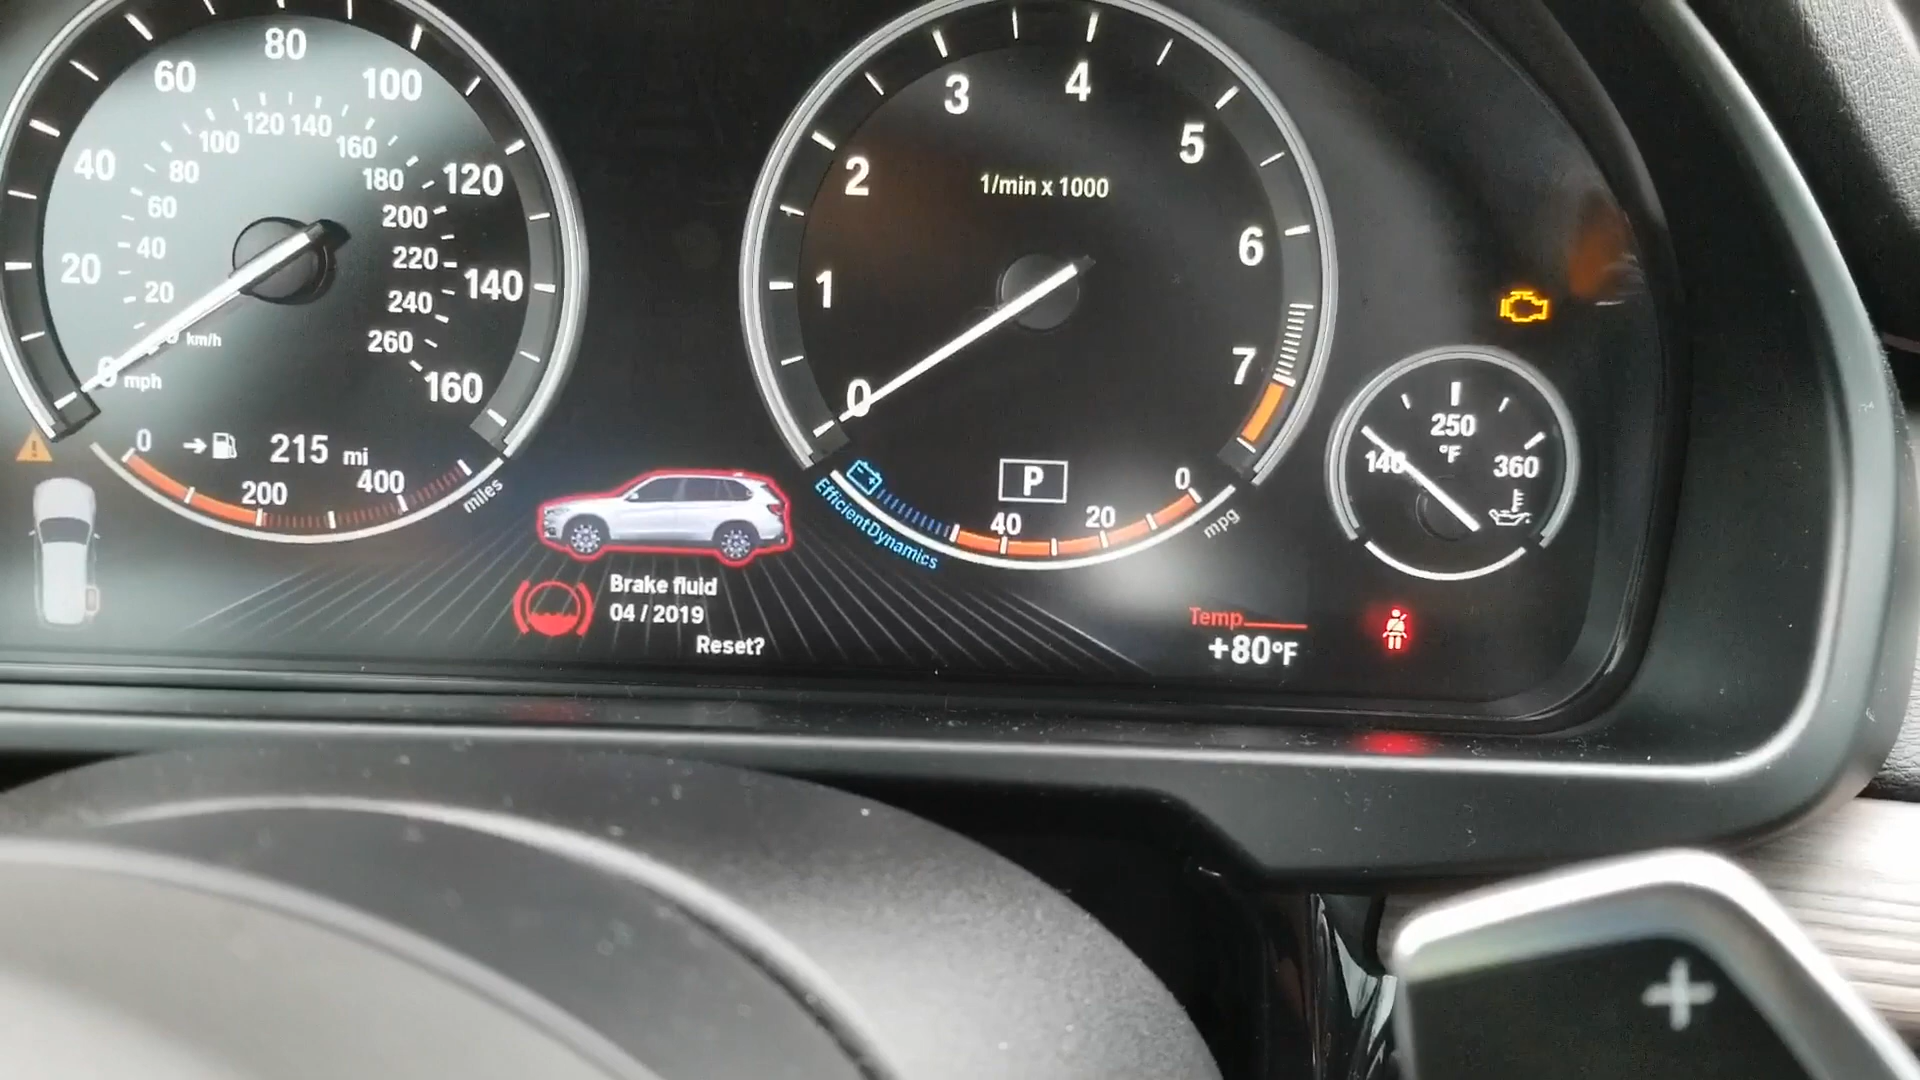 80
60
100
120 140
100
160
40
80
180
120
60
200
20
40
220
140
20
240
km/h
260
0 mph
160
0
215 mi
200
400
miles
4
3
5
2
1/min x 1000
6
1
7
0
P
0
40
20
mpg
EfficientDynamics
250
°F
140
360
Brake fluid
04 / 2019
Reset?
Temp
+80°F
+